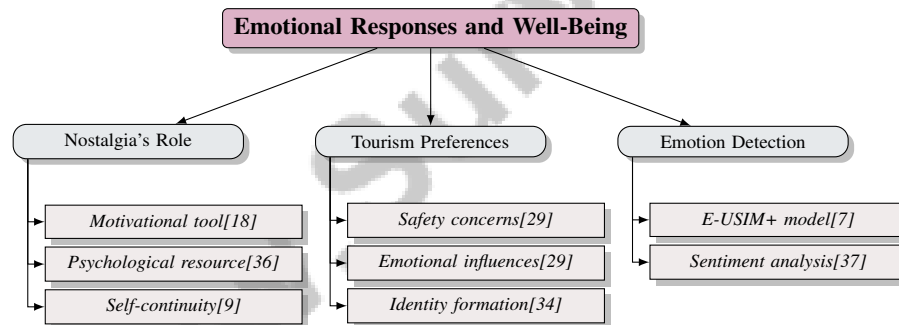 Emotional Responses and Well-Being
Nostalgia's Role
Tourism Preferences
Emotion Detection
Motivational tool[18]
Psychological resource[36]
Self-continuity[9]
Safety concerns[29]
Emotional influences[29]
Identity formation[34]
E-USIM+ model[7]
Sentiment analysis[37]